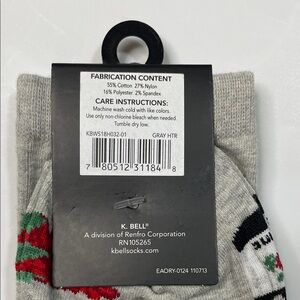 FABRICATION CONTENT
55% Cotton 27% Nylon
16% Polyester 2% Spandex
CARE INSTRUCTIONS:
Machine wash cold with like colors.
Use only non-chlorine bleach when needed.
Tumble dry low.
KBWS18H032-01 GRAY HTR
7 80512 31184 8
K. BELL®
A division of Renfro Corporation
RN105265
kbellsocks.com
EAORY-0124 110713